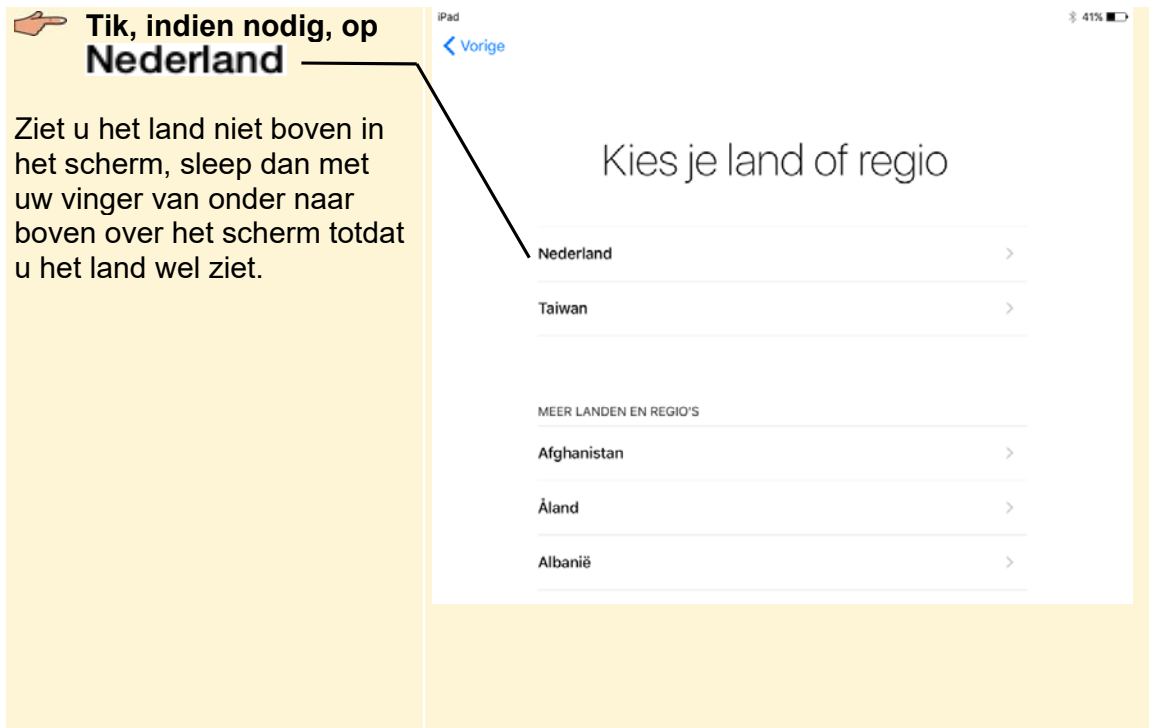 Tik, indien nodig, op
Nederland
Ziet u het land niet boven in
het scherm, sleep dan met
uw vinger van onder naar
boven over het scherm totdat
u het land wel ziet.
iPad
41%
Vorige
Kies je land of regio
Nederland
Taiwan
MEER LANDEN EN REGIO'S
Afghanistan
Åland
Albanië